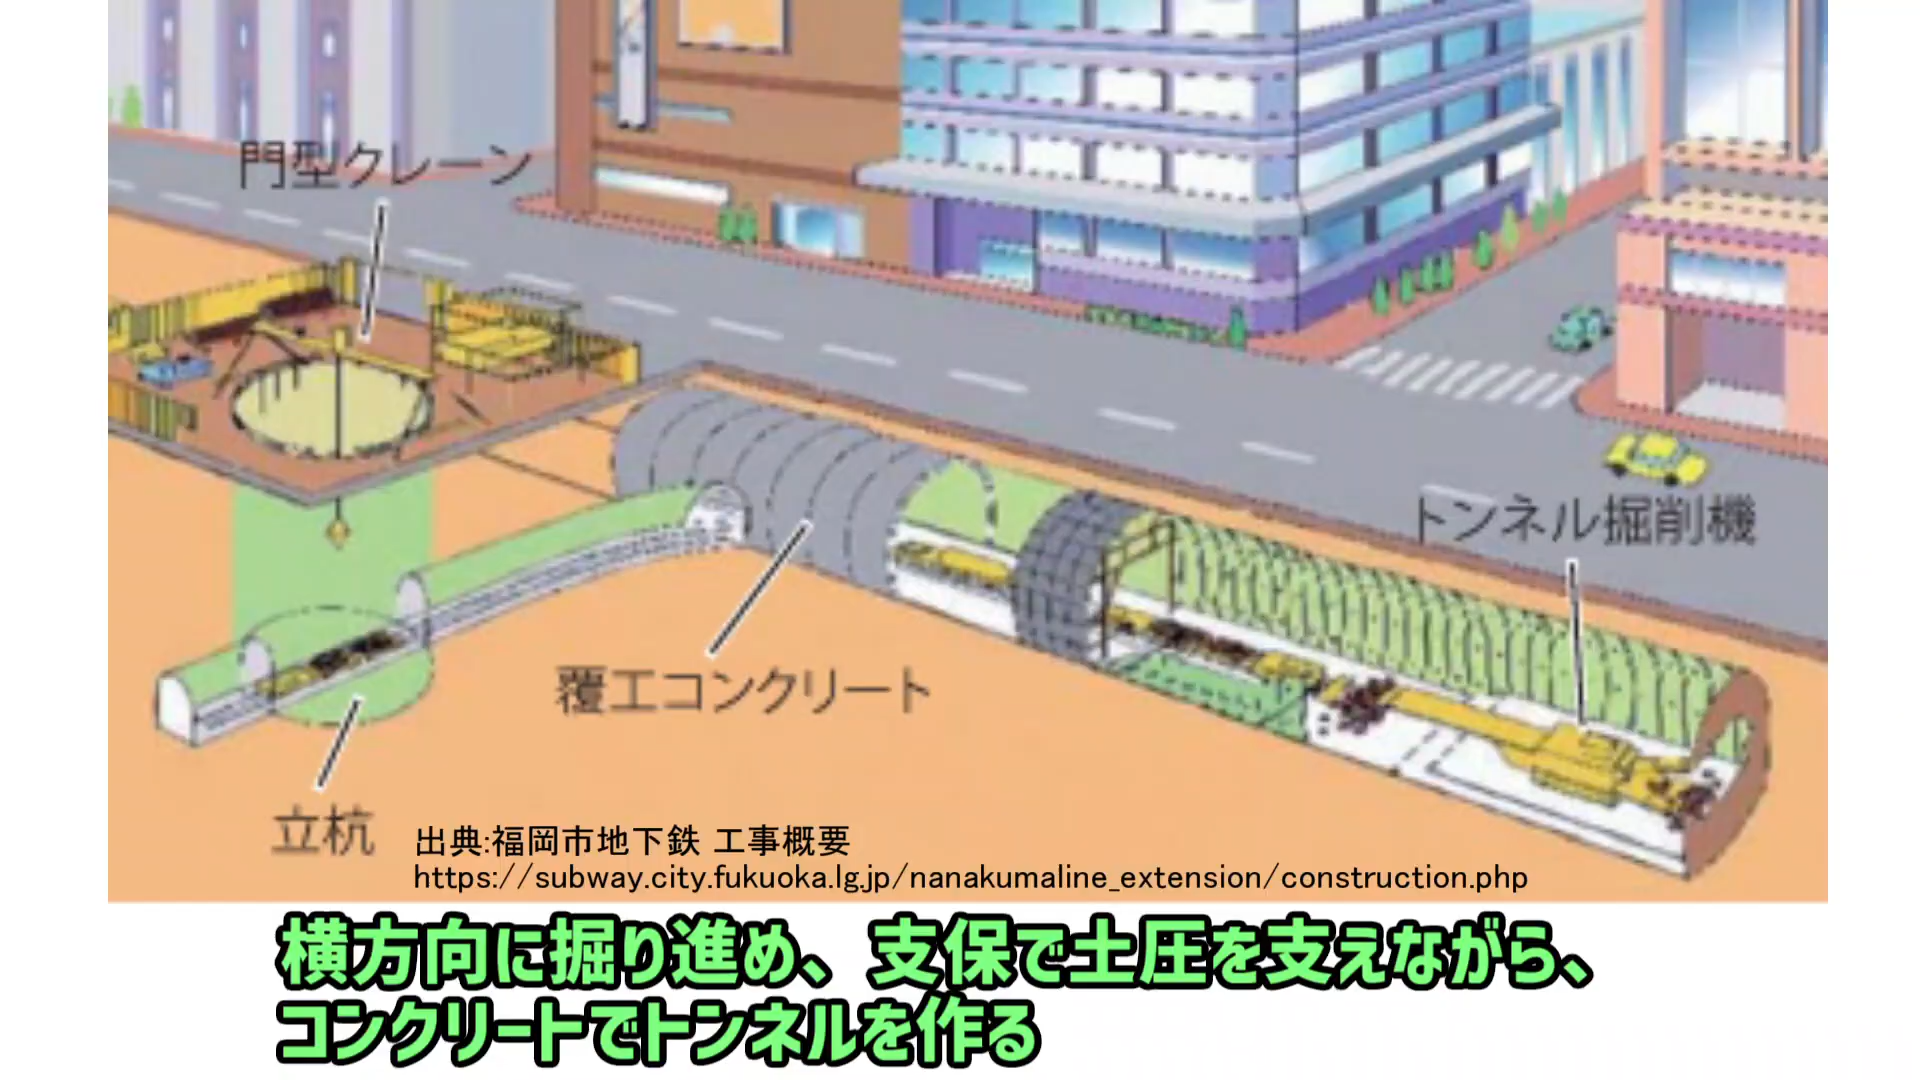 門型クレーン
トンネル掘削機
覆工コンクリート
立杭
出典:福岡市地下鉄 工事概要
https://subway.city.fukuoka.lg.jp/nanakumaline_extension/construction.php
横方向に掘り進め、支保で土圧を支えながら、
コンクリートでトンネルを作る